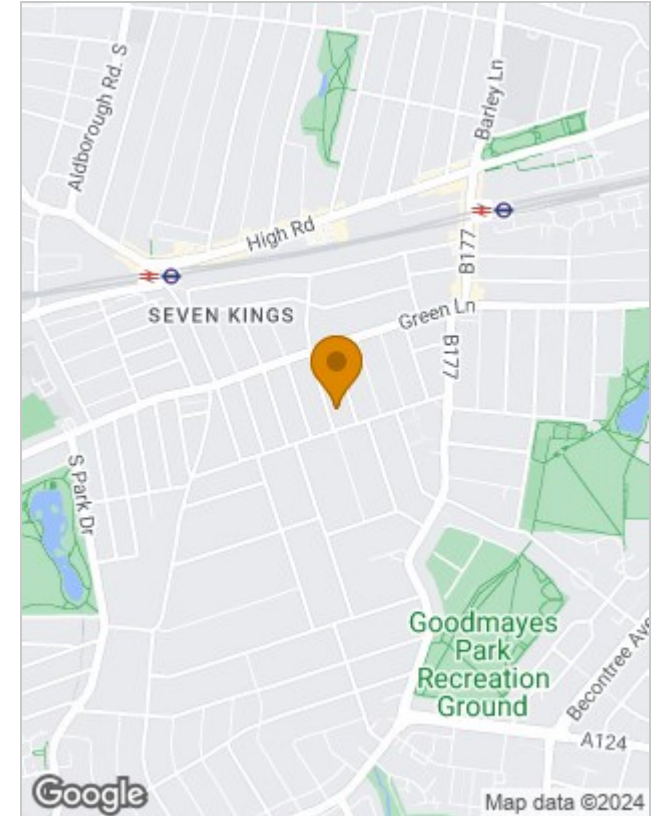 Aldborough Rd. S
Barley Ln
High Rd
B177
SEVEN KINGS
Green Ln
B177
S Park Dr
Goodmayes
Park
Recreation
Ground
Becontree Ave
A124
Google
Map data ©2024